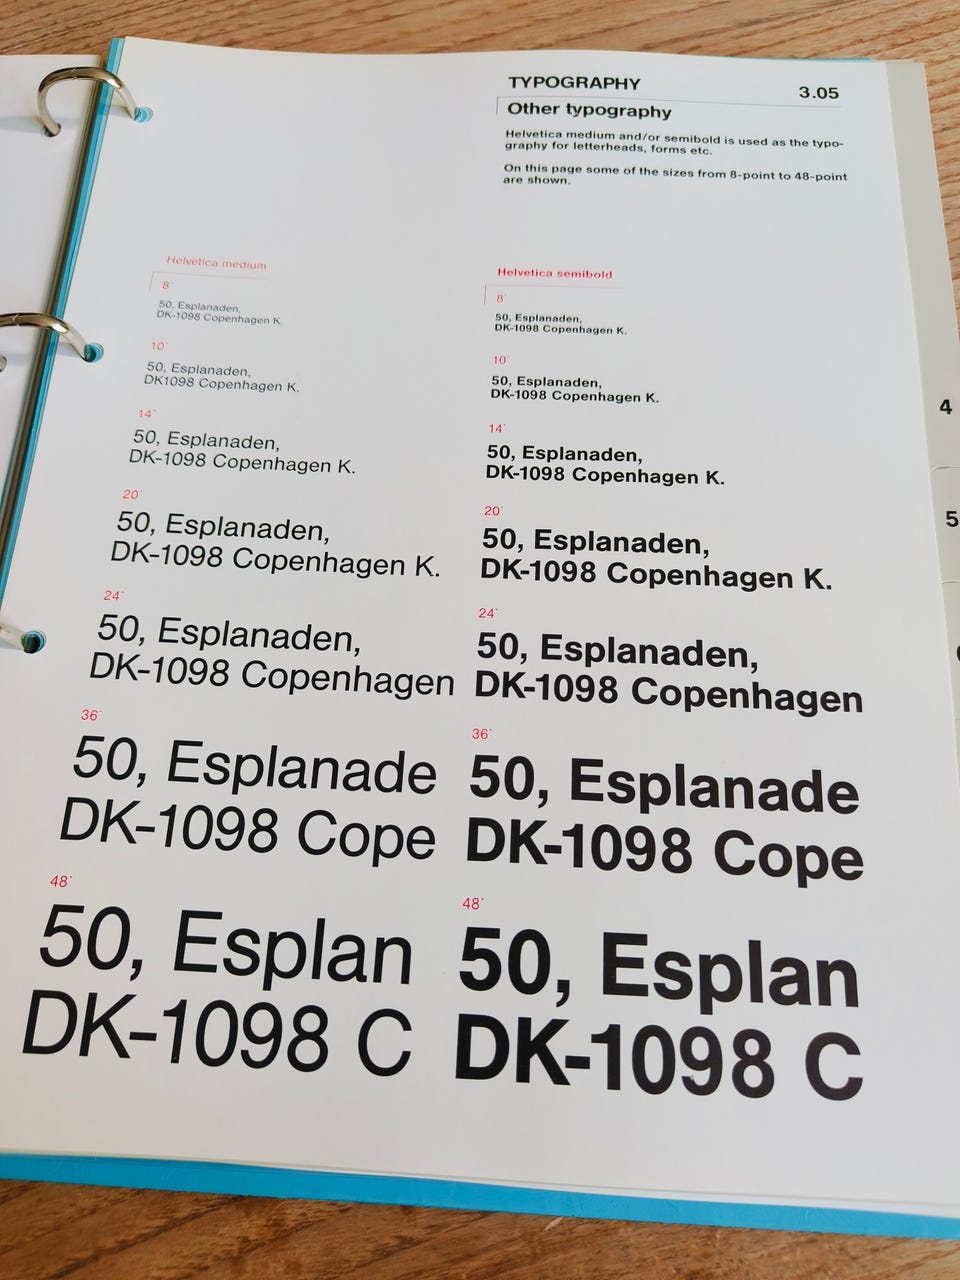 TYPOGRAPHY
3.05
Other typography
Helvetica medium and/or semibold is used as the typo-
graphy for letterheads, forms etc.
On this page some of the sizes from 8-point to 48-point
are shown.
Helvetica medium
8'
50, Esplanaden,
DK-1098 Copenhagen K.
10'
50, Esplanaden,
DK1098 Copenhagen K.
14'
50, Esplanaden,
DK-1098 Copenhagen K.
20'
50, Esplanaden,
DK-1098 Copenhagen K.
24'
50, Esplanaden,
DK-1098 Copenhagen
36'
50, Esplanade
DK-1098 Cope
48'
50, Esplan
DK-1098 C
Helvetica semibold
8'
50, Esplanaden,
DK-1098 Copenhagen K.
10'
50, Esplanaden,
DK-1098 Copenhagen K.
14'
50, Esplanaden,
DK-1098 Copenhagen K.
20'
50, Esplanaden,
DK-1098 Copenhagen K.
24'
50, Esplanaden,
DK-1098 Copenhagen
36'
50, Esplanade
DK-1098 Cope
48'
50, Esplan
DK-1098 C
4
5